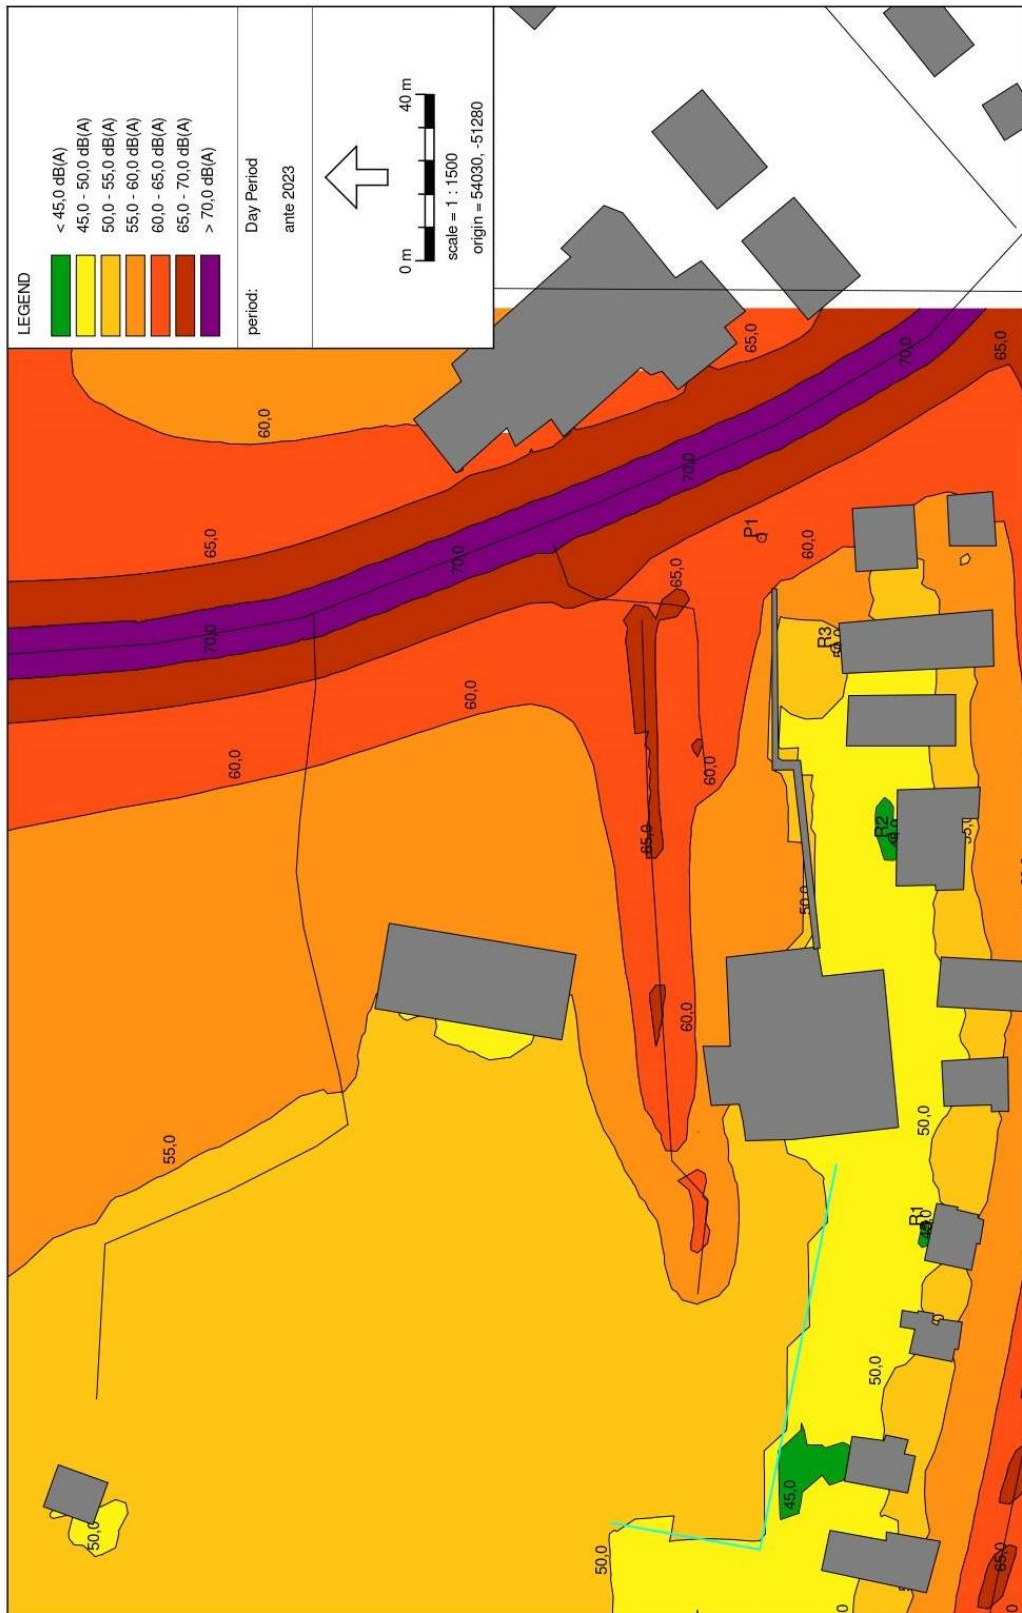 LEGEND
< 45,0 dB(A)
45,0 - 50,0 dB(A)
50,0 - 55,0 dB(A)
55,0 - 60,0 dB(A)
60,0 - 65,0 dB(A)
65,0 - 70,0 dB(A)
> 70,0 dB(A)
period:
Day Period
ante 2023
0 m
40 m
scale = 1 : 1500
origin = 54030, -51280
50,0
55,0
60,0
70,0
65,0
60,0
60,0
70,0
70,0
65,0
70,0
65,0
50,0
60,0
65,0
60,0
65,0
P1
60,0
45,0
50,0
50,0
R1
50,0
R2
R3
65,0